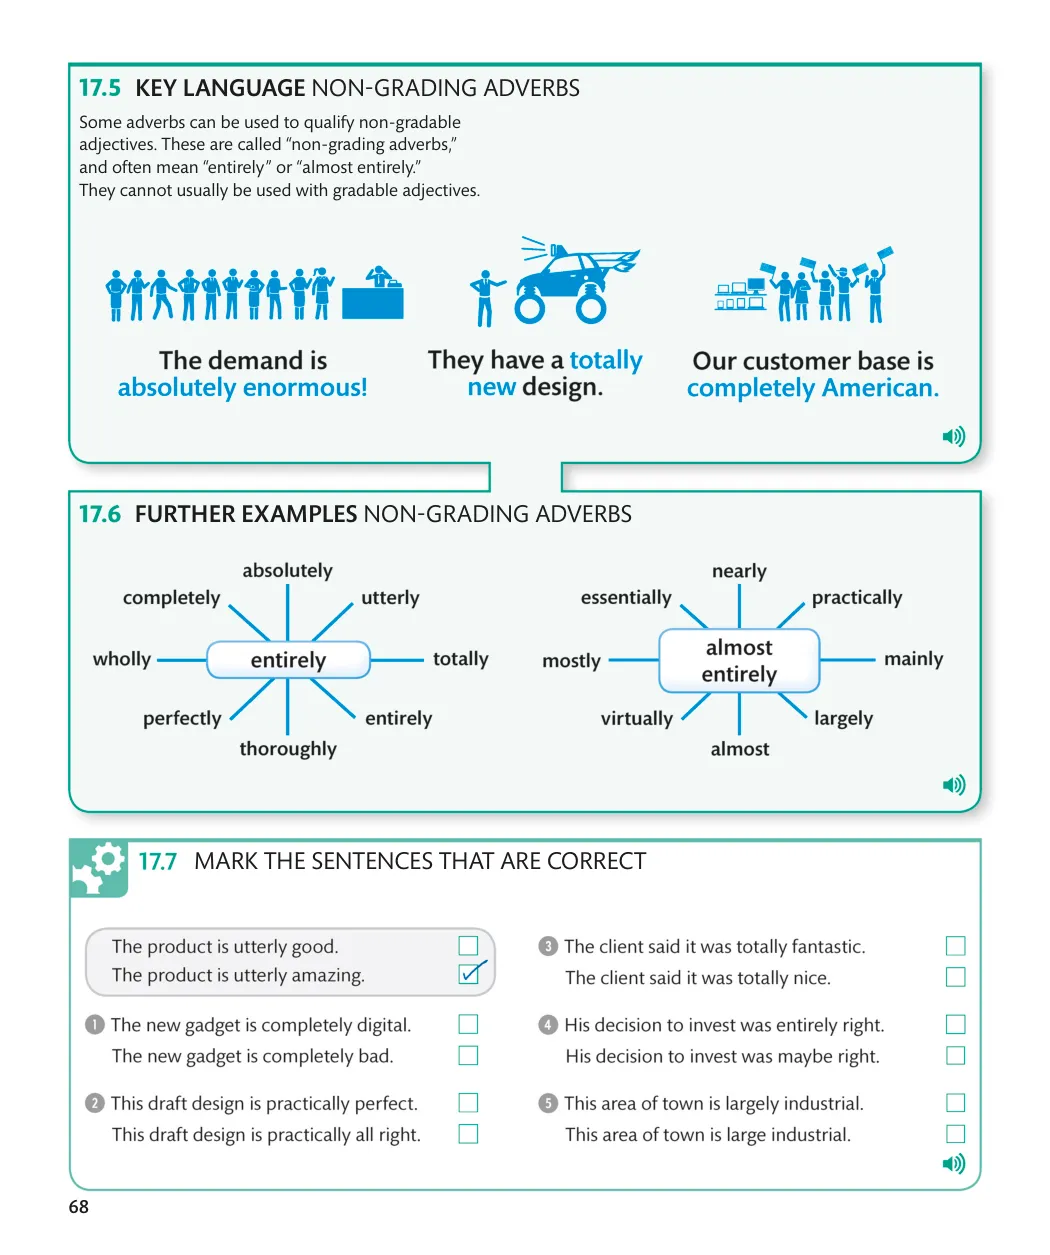 17.5 KEY LANGUAGE NON-GRADING ADVERBS
Some adverbs can be used to qualify non-gradable
adjectives. These are called “non-grading adverbs,”
and often mean “entirely” or “almost entirely.”
They cannot usually be used with gradable adjectives.
The demand is
absolutely enormous!
They have a totally
new design.
Our customer base is
completely American.
17.6 FURTHER EXAMPLES NON-GRADING ADVERBS
absolutely
completely
utterly
wholly
entirely
totally
perfectly
entirely
thoroughly
nearly
essentially
practically
mostly
almost
entirely
mainly
virtually
largely
almost
17.7 MARK THE SENTENCES THAT ARE CORRECT
The product is utterly good.
The product is utterly amazing.
1 The new gadget is completely digital.
The new gadget is completely bad.
2 This draft design is practically perfect.
This draft design is practically all right.
3 The client said it was totally fantastic.
The client said it was totally nice.
4 His decision to invest was entirely right.
His decision to invest was maybe right.
5 This area of town is largely industrial.
This area of town is large industrial.
68